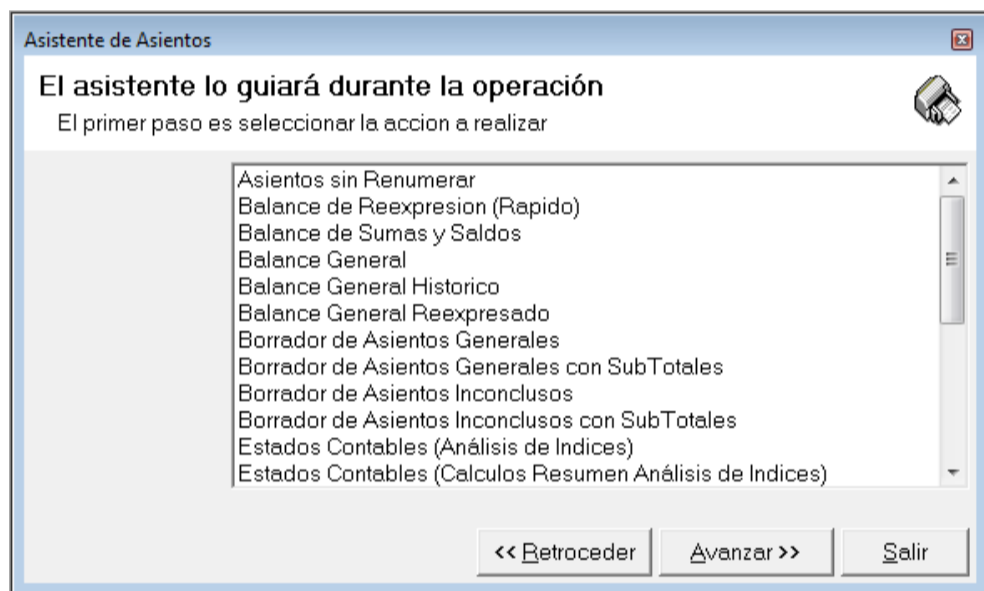 Asistente de Asientos
El asistente lo guiará durante la operación
El primer paso es seleccionar la accion a realizar
Asientos sin Renumerar
Balance de Reexpresion (Rapido)
Balance de Sumas y Saldos
Balance General
Balance General Historico
Balance General Reexpresado
Borrador de Asientos Generales
Borrador de Asientos Generales con SubTotales
Borrador de Asientos Inconclusos
Borrador de Asientos Inconclusos con SubTotales
Estados Contables (Análisis de Indices)
Estados Contables (Calculos Resumen Análisis de Indices)
<< Retroceder Avanzar >> Salir